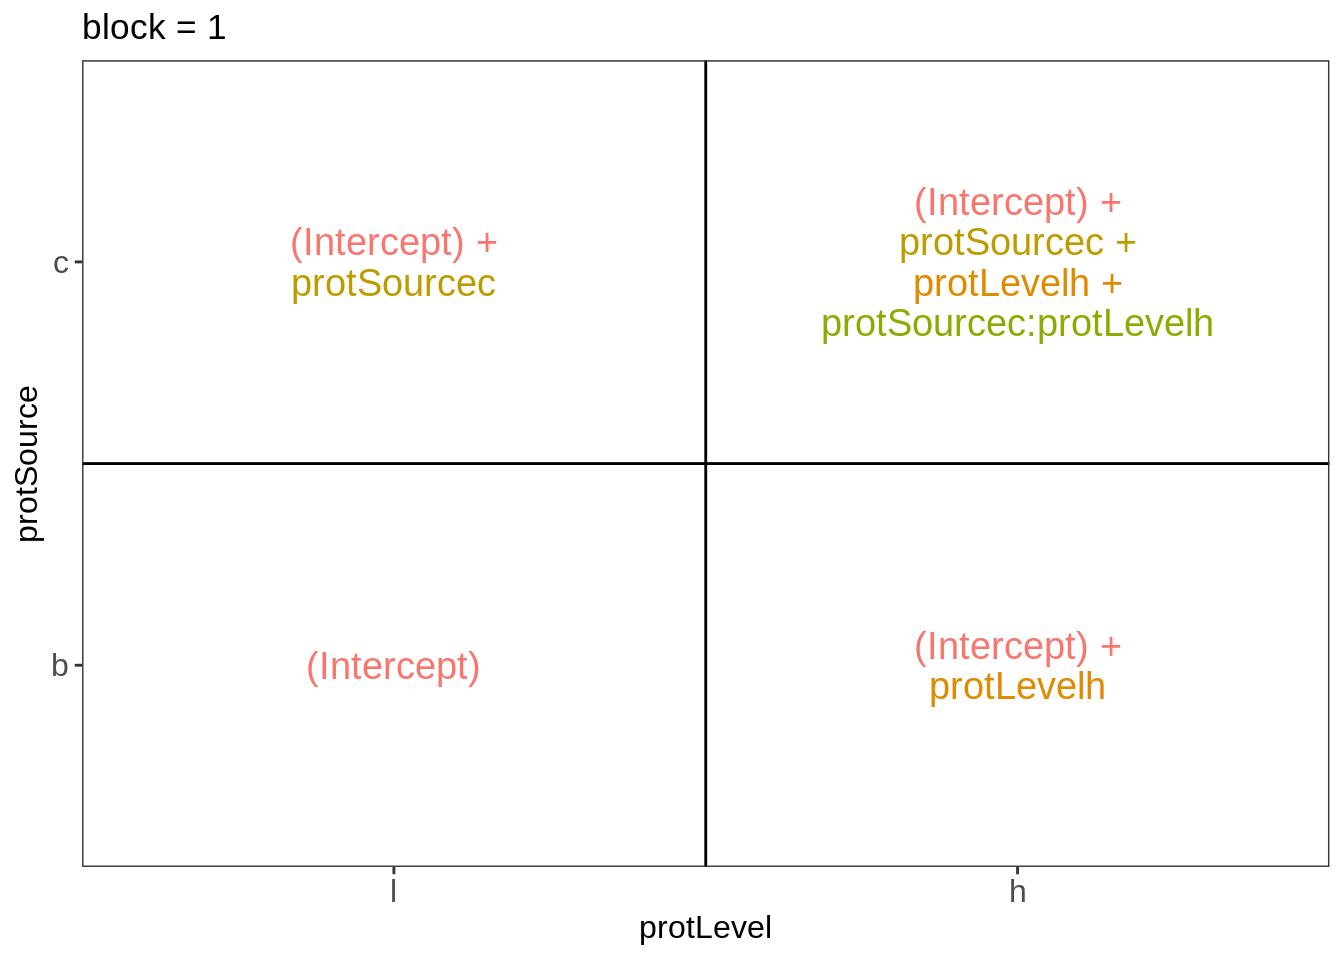 block = 1
(Intercept) +
protSourcec
(Intercept) +
protSourcec +
protLevelh +
protSourcec:protLevelh
c
protSource
b
(Intercept)
(Intercept) +
protLevelh
l
h
protLevel